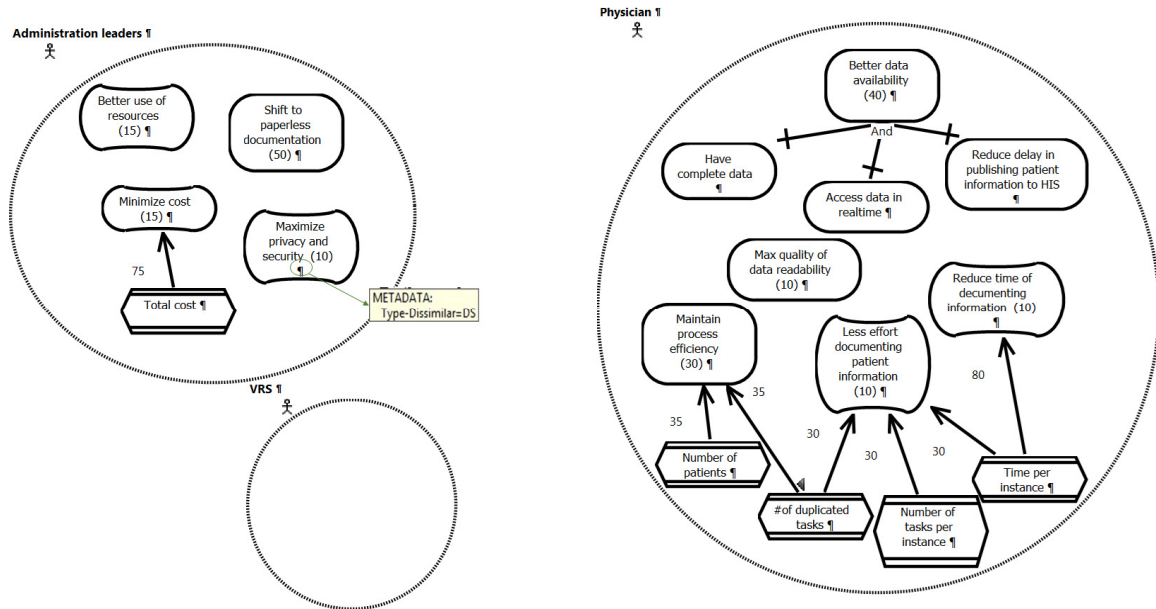 Administration leaders ¶
Better use of
resources
(15) ¶
Shift to
paperless
documentation
(50) ¶
Minimize cost
(15) ¶
Maximize
privacy and
security (10)
¶
75
Total cost ¶
METADATA:
Type-Dissimilar=DS
VRS ¶
Physician ¶
Better data
availability
(40) ¶
And
Have
complete data
¶
Access data in
realtime ¶
Reduce delay in
publishing patient
information to HIS
¶
Max quality of
data readability
(10) ¶
Reduce time of
decumenting
information (10)
¶
Maintain
process
efficiency
(30) ¶
Less effort
documenting
patient
information
(10) ¶
35
35
30
30
30
80
Number of
patients ¶
#of duplicated
tasks ¶
Number of
tasks per
instance ¶
Time per
instance ¶